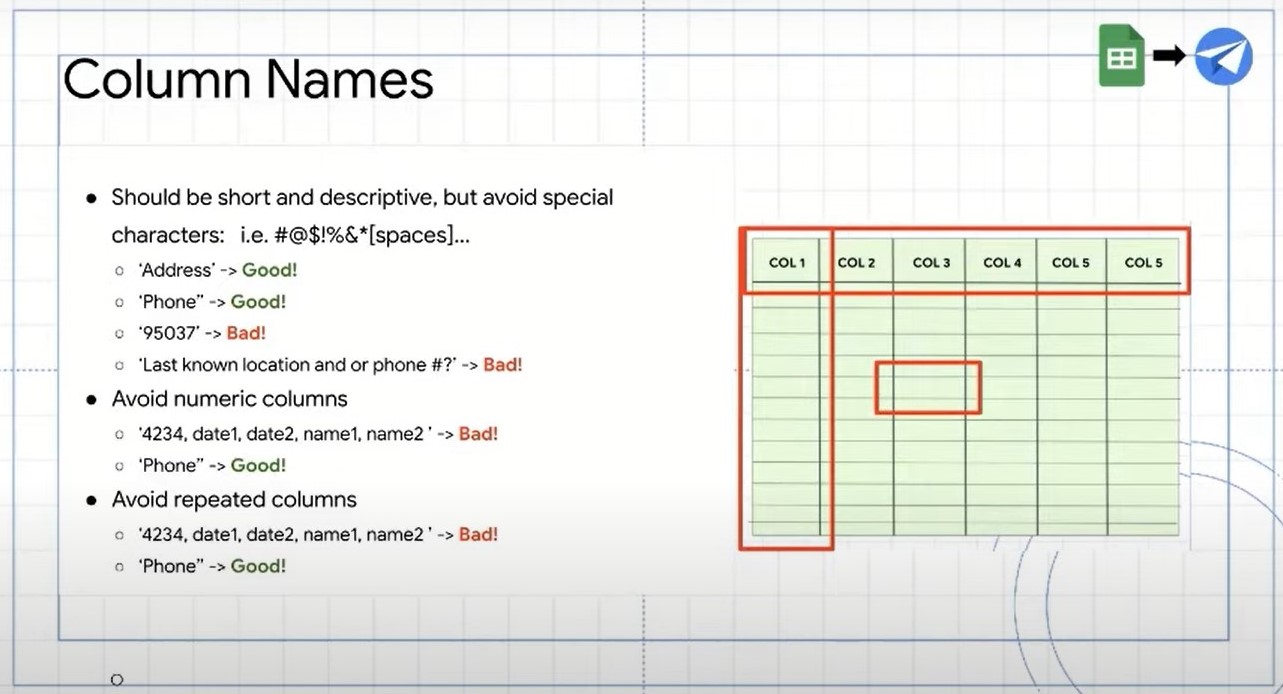 Column Names
● Should be short and descriptive, but avoid special
characters: i.e. #@$!%&*[spaces]...
○ ‘Address’ -> Good!
○ ‘Phone” -> Good!
○ ‘95037’ -> Bad!
○ ‘Last known location and or phone #?’ -> Bad!
● Avoid numeric columns
○ ‘4234, date1, date2, name1, name2 ’ -> Bad!
○ ‘Phone” -> Good!
● Avoid repeated columns
○ ‘4234, date1, date2, name1, name2 ’ -> Bad!
○ ‘Phone” -> Good!
COL 1 COL 2 COL 3 COL 4 COL 5 COL 5